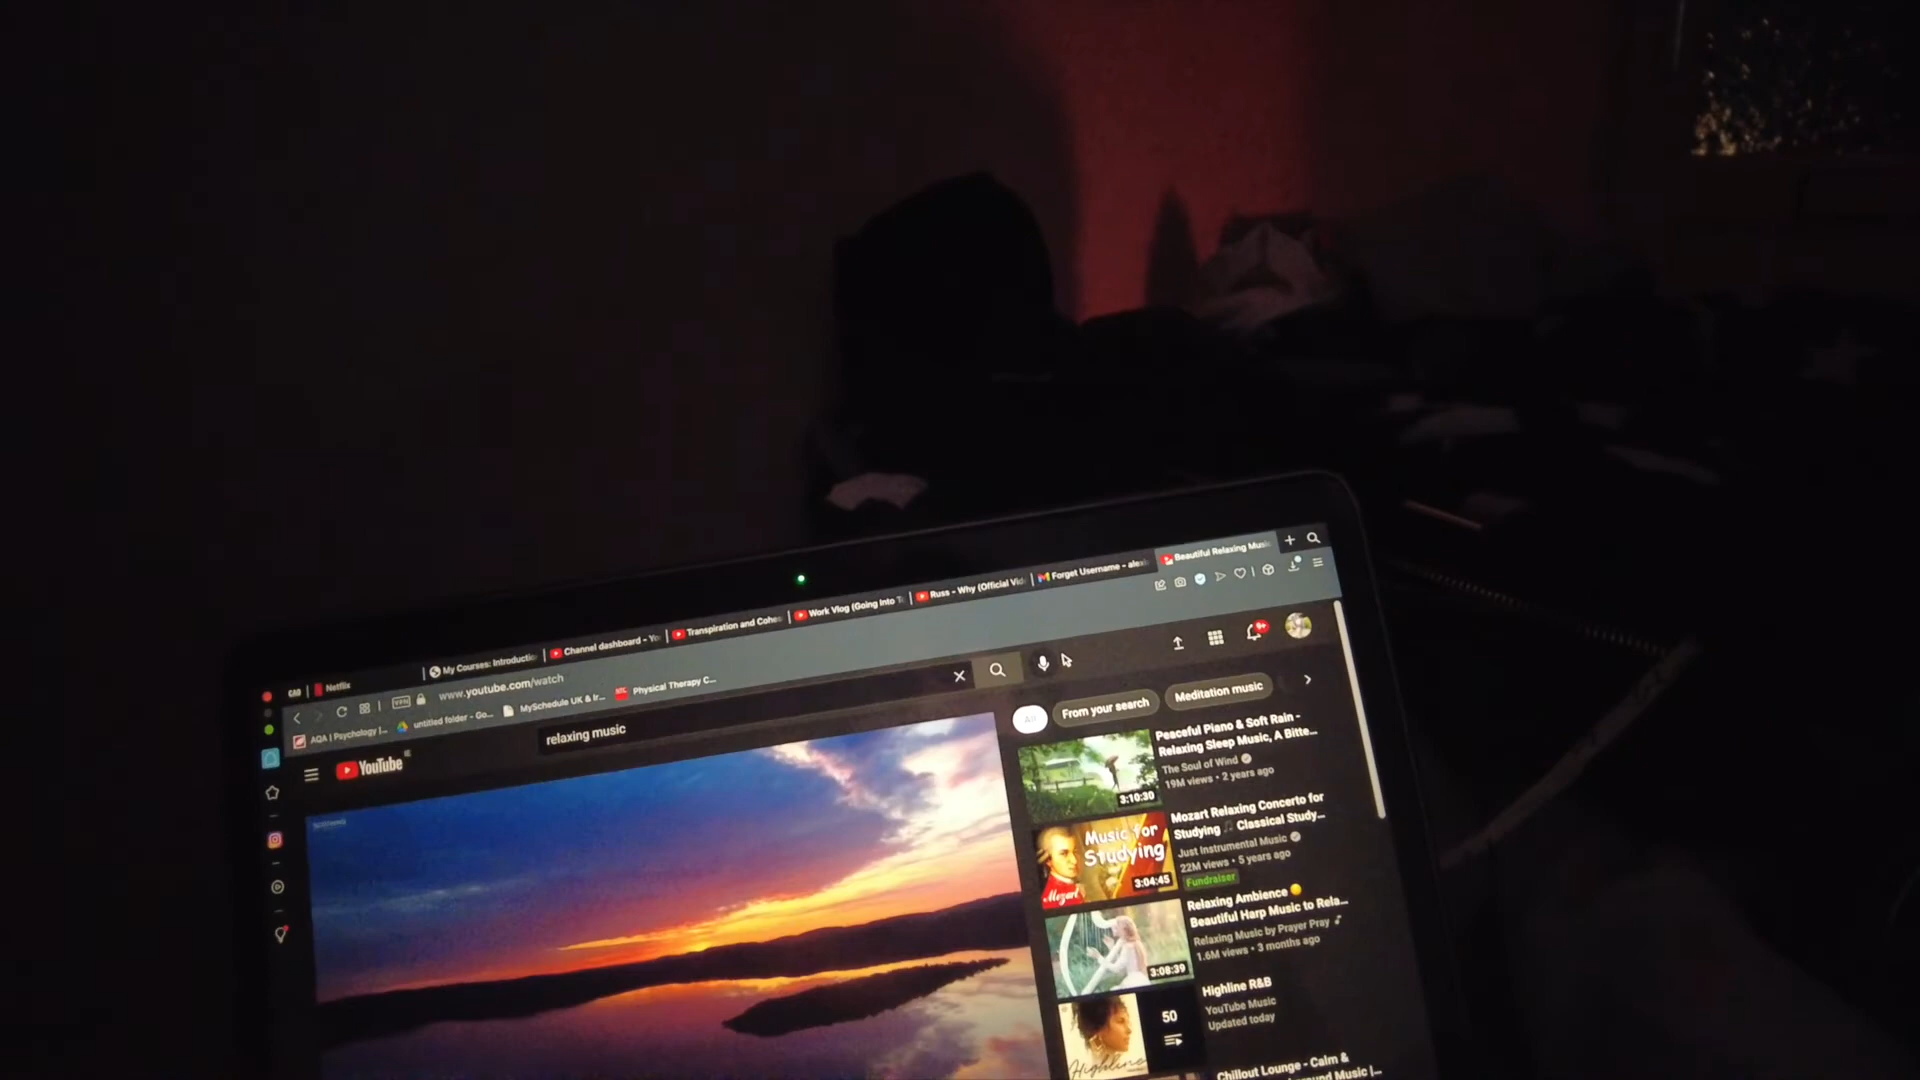 Netflix
My Courses: Introductio
Channel dashboard - Yo
Transpiration and Cohe
Work Vlog (Going Into T
Russ - Why (Official Vid
Forget Username - alex
Beautiful Relaxing Mus
VPN
www.youtube.com/watch
AQA | Psychology |...
untitled folder - Go...
MySchedule UK & Ir...
Physical Therapy C...
YouTube
relaxing music
9+
All
From your search
Meditation music
3:10:30
Peaceful Piano & Soft Rain -
Relaxing Sleep Music, A Bitte...
The Soul of Wind
19M views • 2 years ago
Music for
Studying
Mozart
3:04:45
Mozart Relaxing Concerto for
Studying 🎵 Classical Study...
Just Instrumental Music
22M views • 5 years ago
Fundraiser
3:08:39
Relaxing Ambience
Beautiful Harp Music to Rela...
Relaxing Music by Prayer Pray
1.6M views • 3 months ago
Highline
50
Highline R&B
YouTube Music
Updated today
Chillout Lounge - Calm &
Music |...